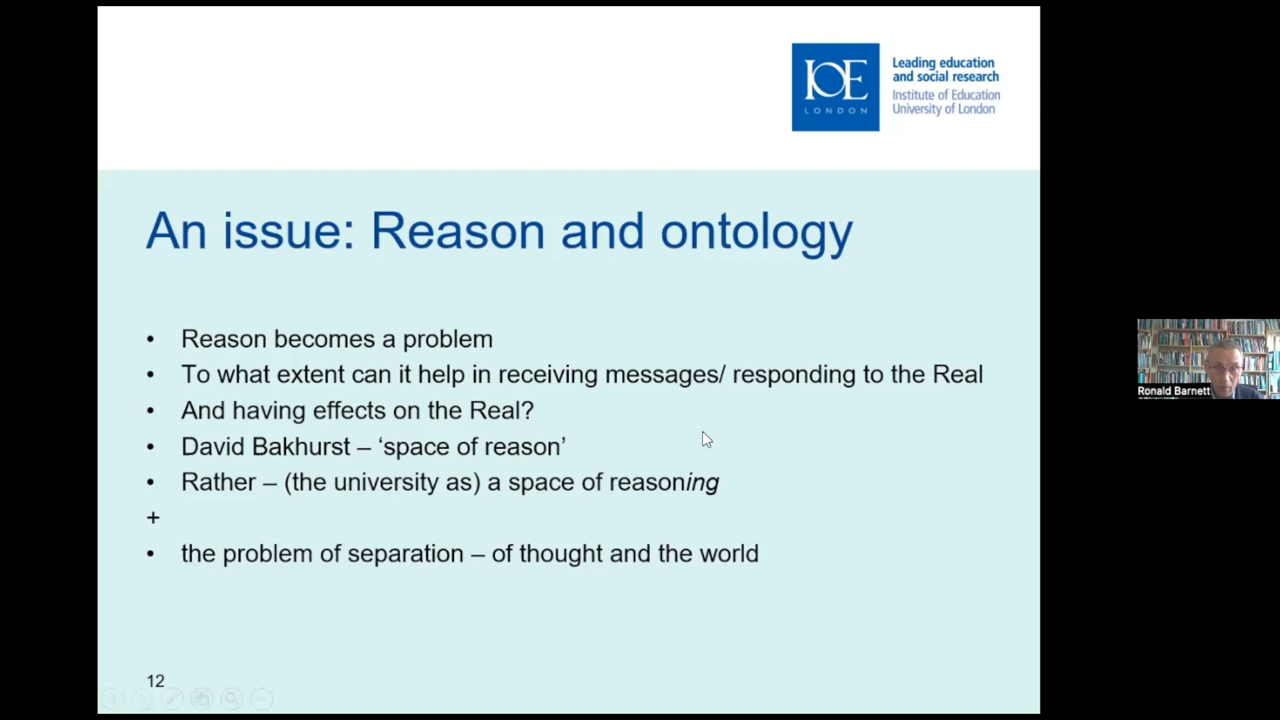 IOE
LONDON
Leading education
and social research
Institute of Education
University of London
An issue: Reason and ontology
• Reason becomes a problem
• To what extent can it help in receiving messages/ responding to the Real
• And having effects on the Real?
• David Bakhurst – ‘space of reason’
• Rather – (the university as) a space of reasoning
+
• the problem of separation – of thought and the world
12
Ronald Barnett